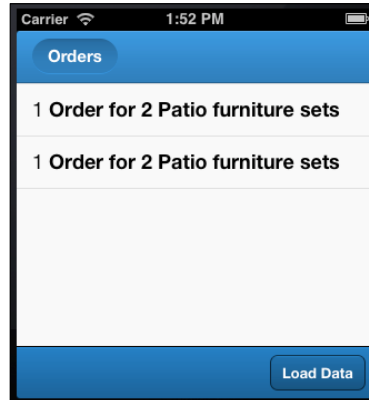 Carrier 1:52 PM
Orders
1 Order for 2 Patio furniture sets
1 Order for 2 Patio furniture sets
Load Data